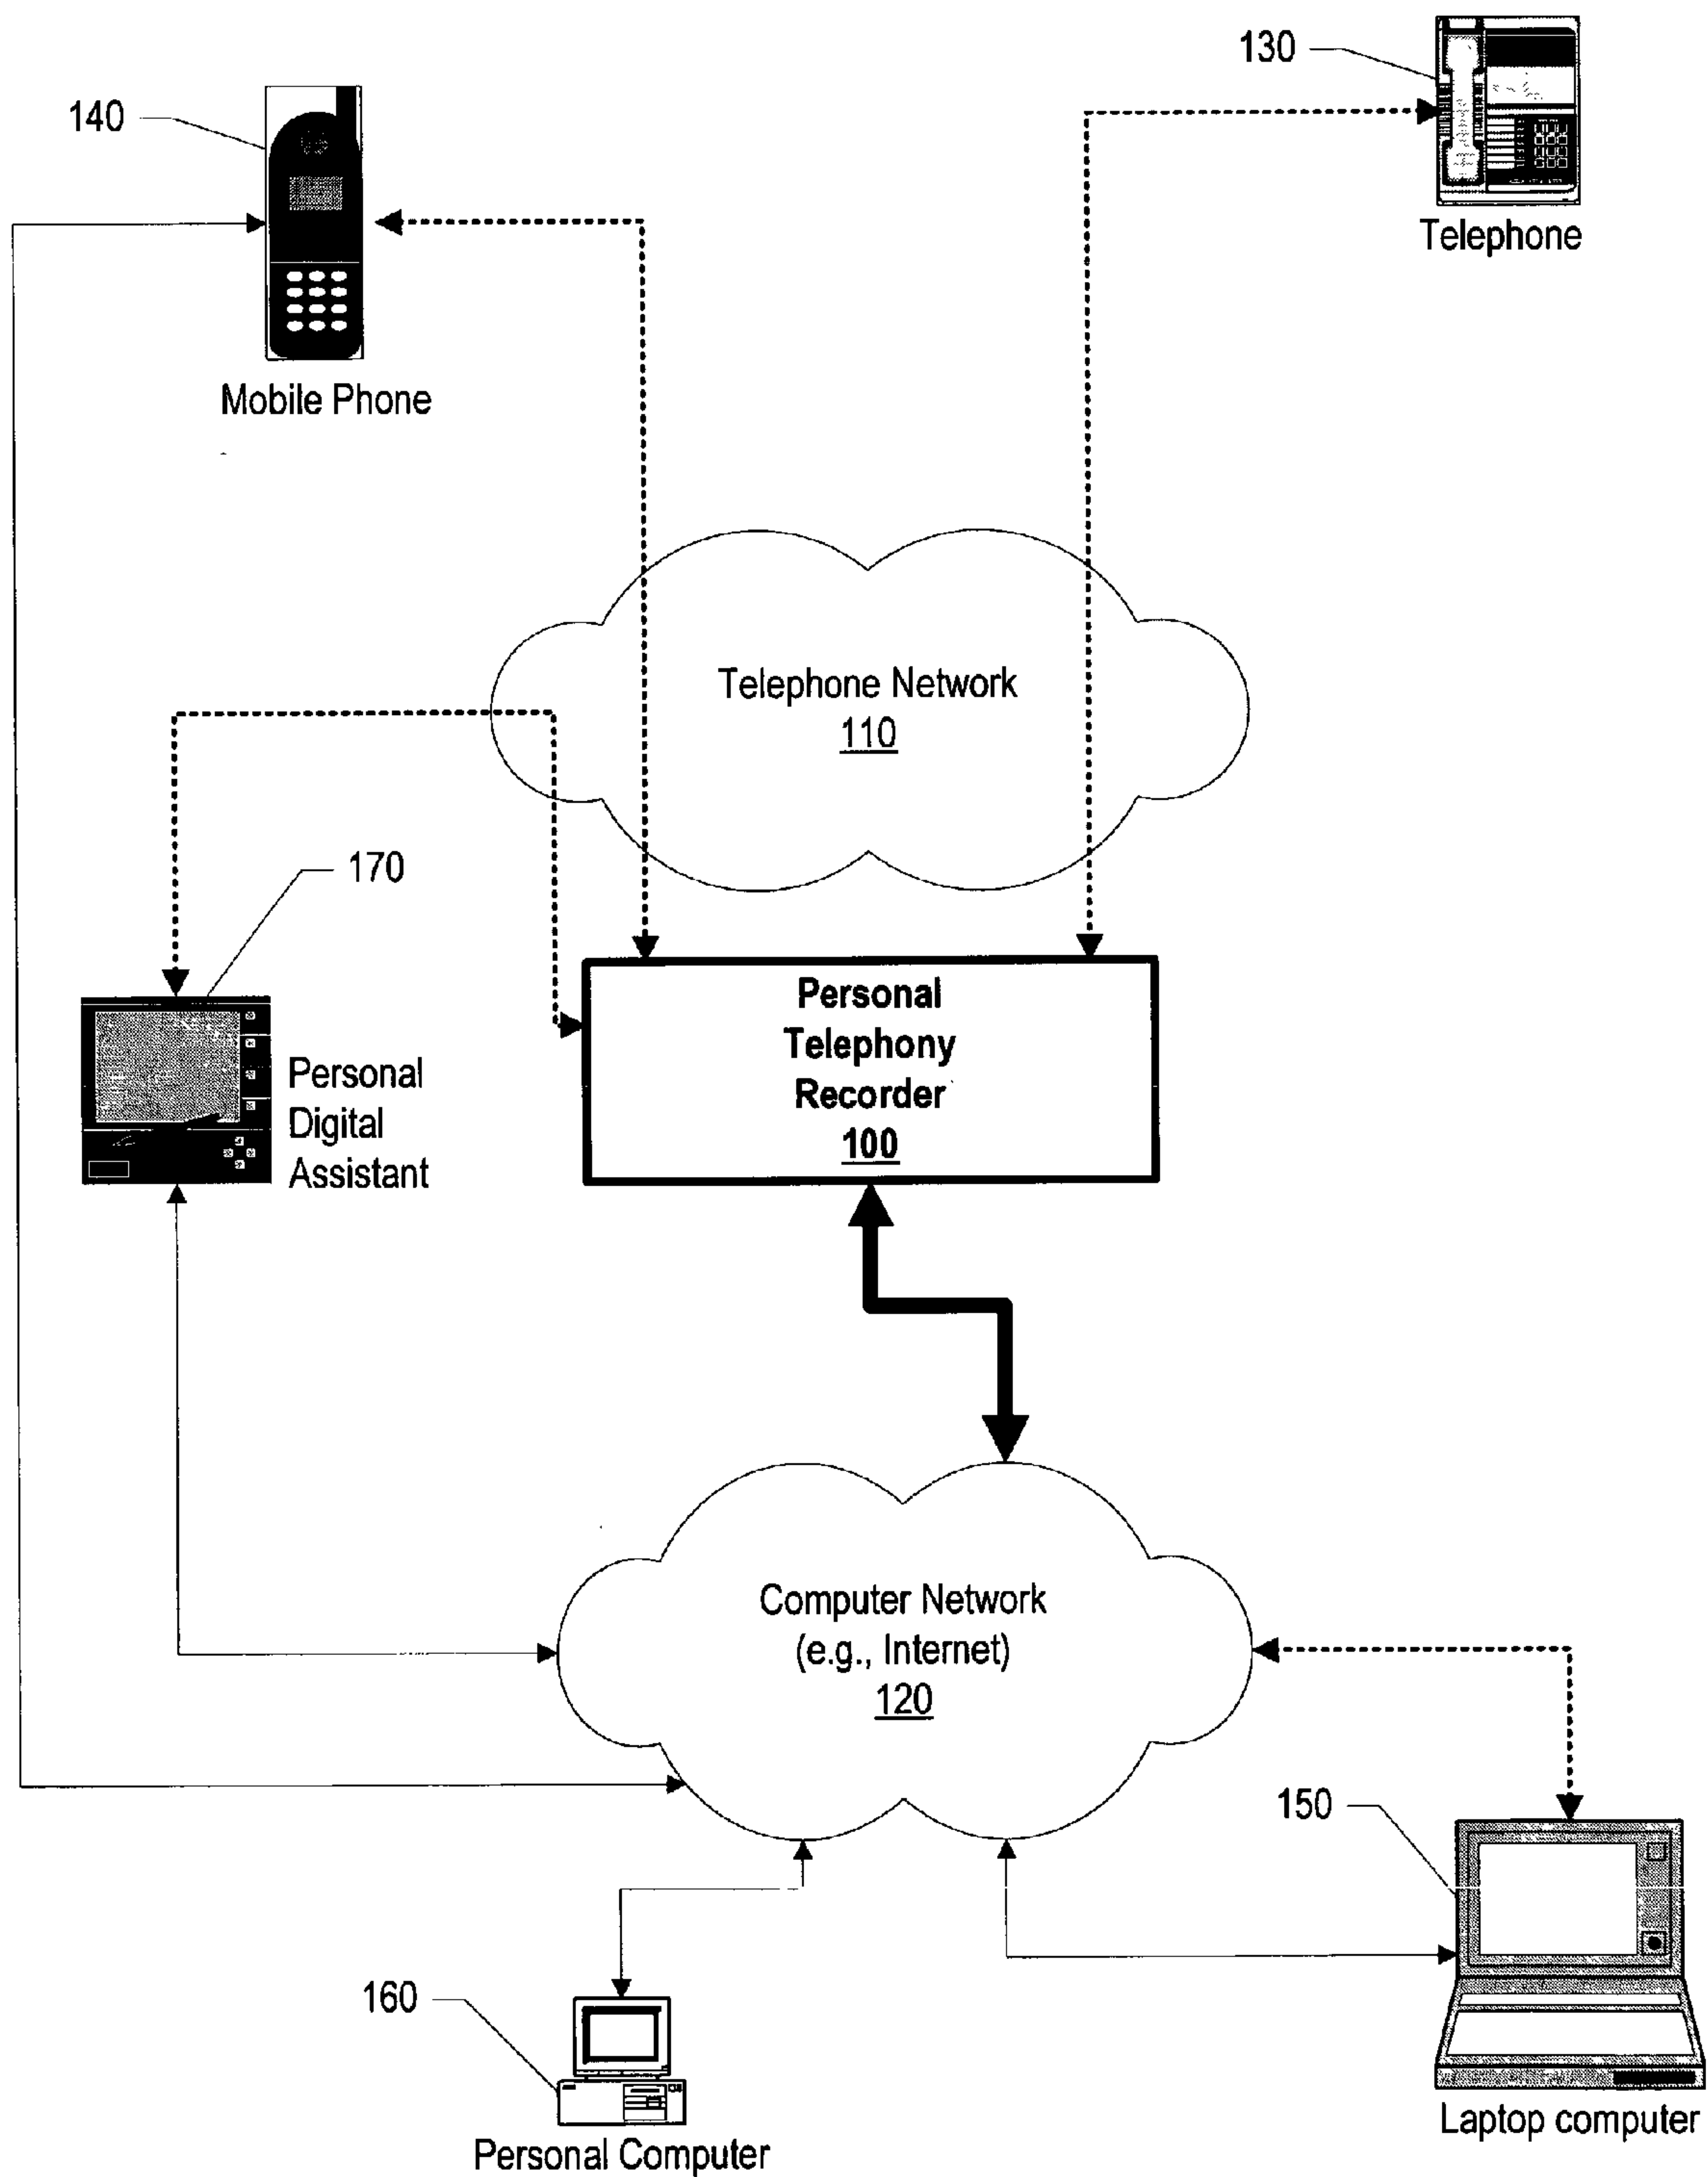 130
140
Telephone
Mobile Phone
Telephone Network
110
170
Personal
Telephony
Recorder
100
Personal
Digital
Assistant
Computer Network
(e.g., Internet)
120
150
160
Laptop computer
Personal Computer